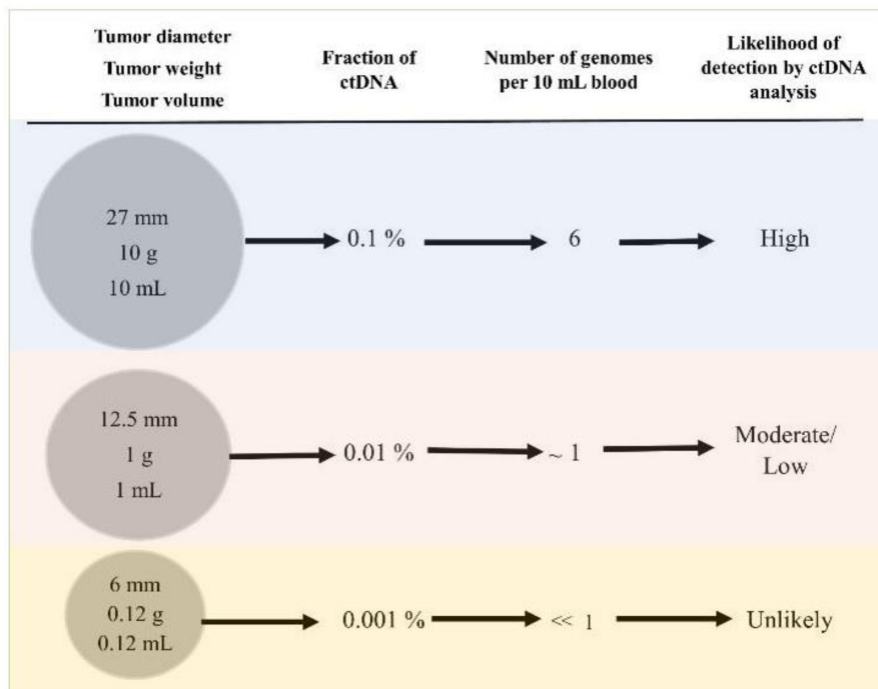 Tumor diameter
Tumor weight
Tumor volume
Fraction of
ctDNA
Number of genomes
per 10 mL blood
Likelihood of
detection by ctDNA
analysis
27 mm
10 g
10 mL
0.1 %
6
High
12.5 mm
1 g
1 mL
0.01 %
~ 1
Moderate/
Low
6 mm
0.12 g
0.12 mL
0.001 %
<< 1
Unlikely